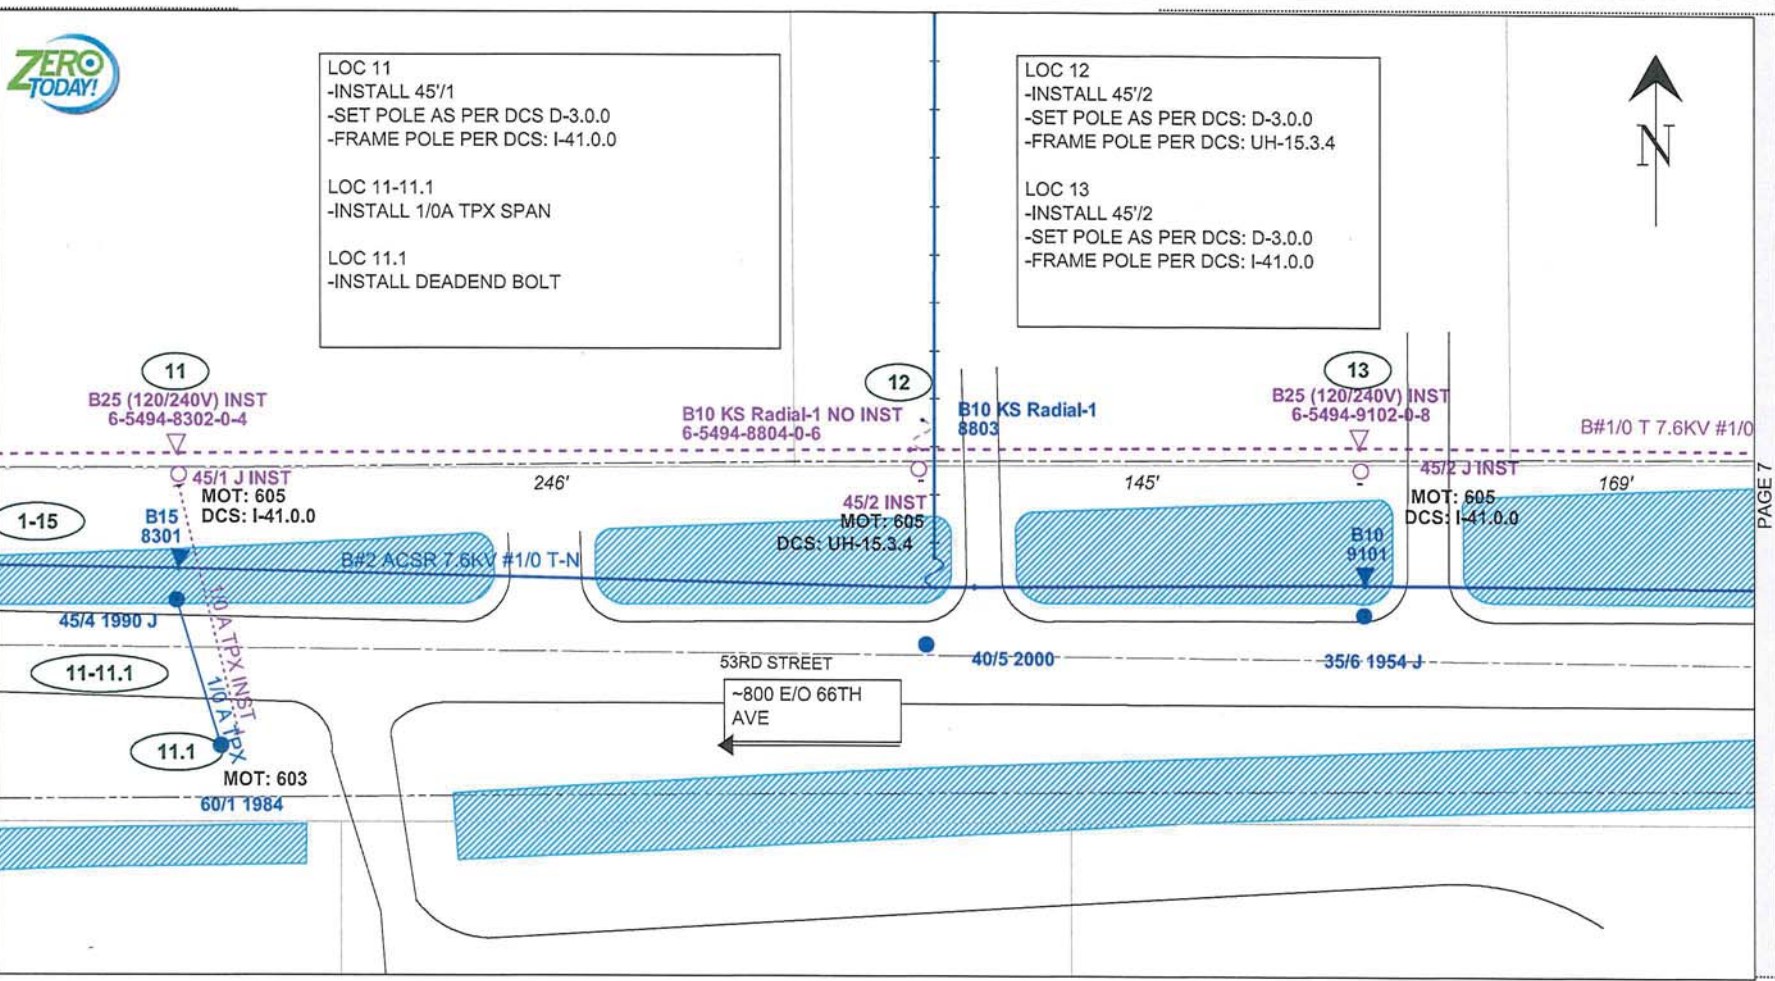 ZERO
TODAY!
LOC 11
-INSTALL 45'/1
-SET POLE AS PER DCS D-3.0.0
-FRAME POLE PER DCS: I-41.0.0
LOC 11-11.1
-INSTALL 1/0A TPX SPAN
LOC 11.1
-INSTALL DEADEND BOLT
LOC 12
-INSTALL 45'/2
-SET POLE AS PER DCS: D-3.0.0
-FRAME POLE PER DCS: UH-15.3.4
LOC 13
-INSTALL 45'/2
-SET POLE AS PER DCS: D-3.0.0
-FRAME POLE PER DCS: I-41.0.0
N
11
B25 (120/240V) INST
6-5494-8302-0-4
12
B10 KS Radial-1 NO INST
6-5494-8804-0-6
B10 KS Radial-1
8803
13
B25 (120/240V) INST
6-5494-9102-0-8
B#1/0 T 7.6KV #1/0
45/1 J INST
MOT: 605
DCS: I-41.0.0
246'
45/2 INST
MOT: 605
DCS: UH-15.3.4
145'
45/2 J INST
MOT: 605
DCS: I-41.0.0
169'
PAGE 7
1-15
B15
8301
B#2 ACSR 7.6KV #1/0 T-N
B10
9101
45/4 1990 J
1/0 A TPX INST
1/0 A TPX
11-11.1
53RD STREET
40/5 2000
35/6 1954 J
~800 E/O 66TH
AVE
11.1
MOT: 603
60/1 1984